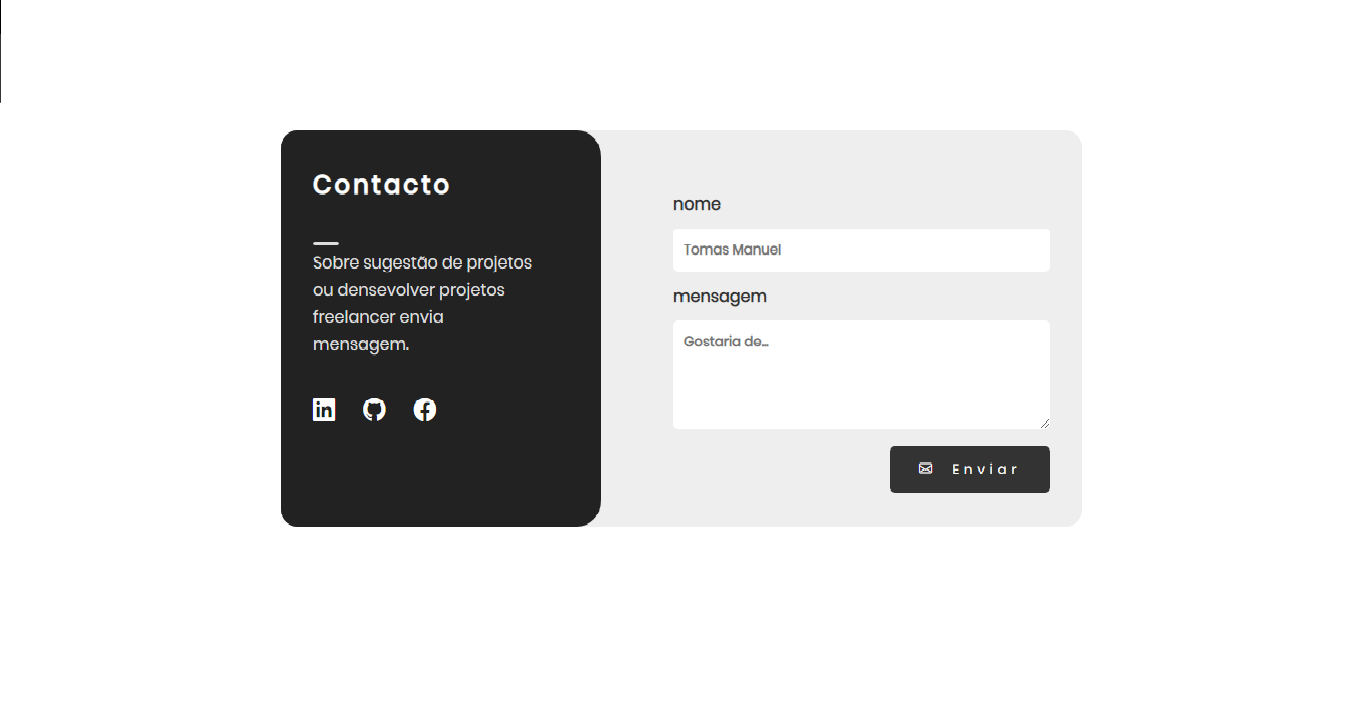 Contacto
Sobre sugestão de projetos
ou densevolver projetos
freelancer envia
mensagem.
nome
Tomas Manuel
mensagem
Gostaria de...
Enviar